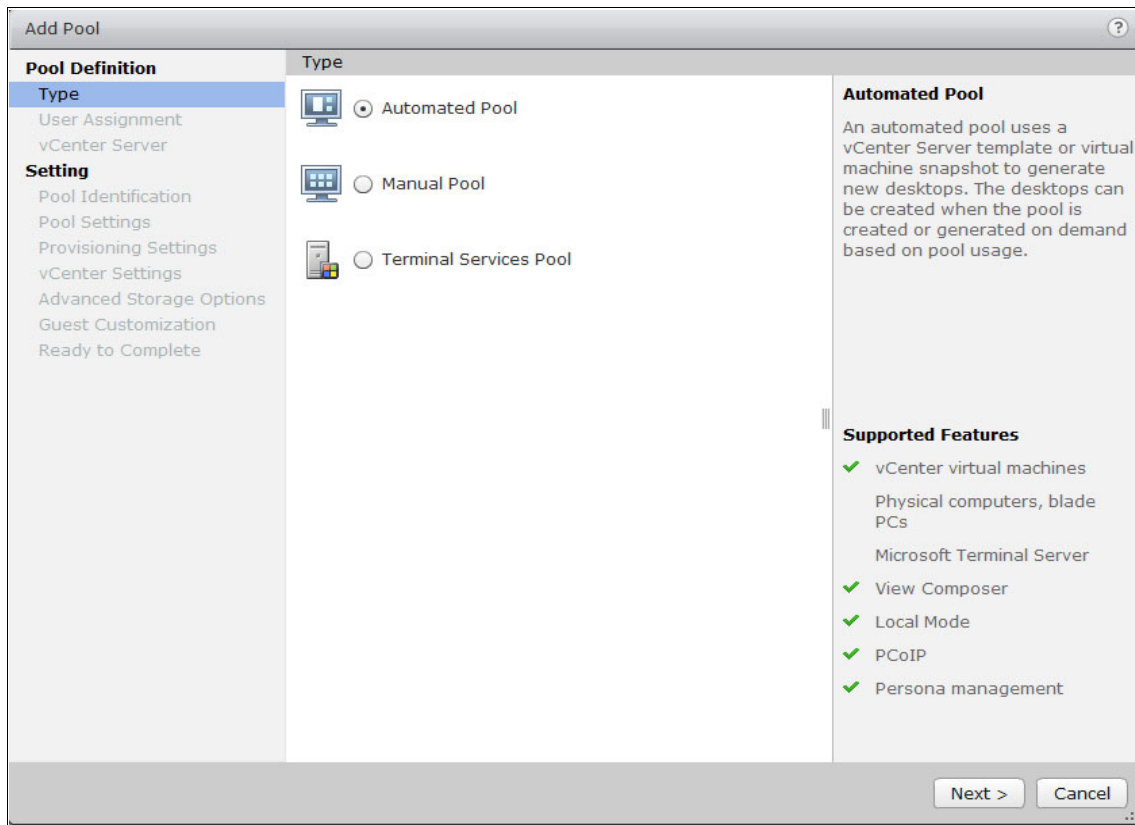 Add Pool
?
Pool Definition
Type
User Assignment
vCenter Server
Setting
Pool Identification
Pool Settings
Provisioning Settings
vCenter Settings
Advanced Storage Options
Guest Customization
Ready to Complete
Type
Automated Pool
Manual Pool
Terminal Services Pool
Automated Pool
An automated pool uses a
vCenter Server template or virtual
machine snapshot to generate
new desktops. The desktops can
be created when the pool is
created or generated on demand
based on pool usage.
Supported Features
vCenter virtual machines
Physical computers, blade
PCs
Microsoft Terminal Server
View Composer
Local Mode
PCoIP
Persona management
Next >
Cancel